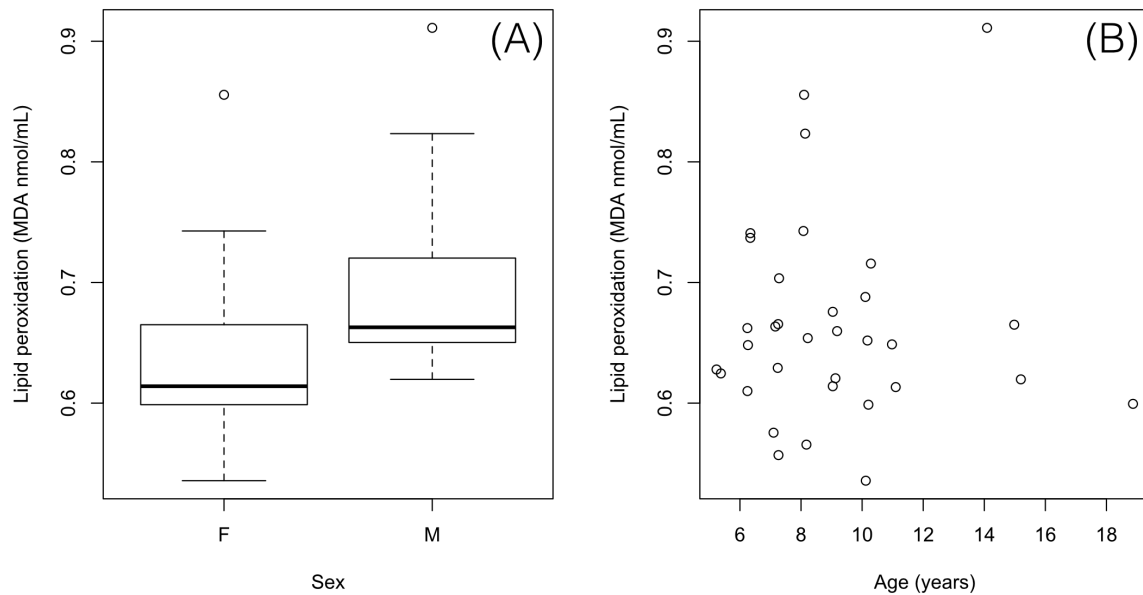 (A)
Lipid peroxidation (MDA nmol/mL)
0.9
0.8
0.7
0.6
F M
Sex
(B)
Lipid peroxidation (MDA nmol/mL)
0.9
0.8
0.7
0.6
6 8 10 12 14 16 18
Age (years)